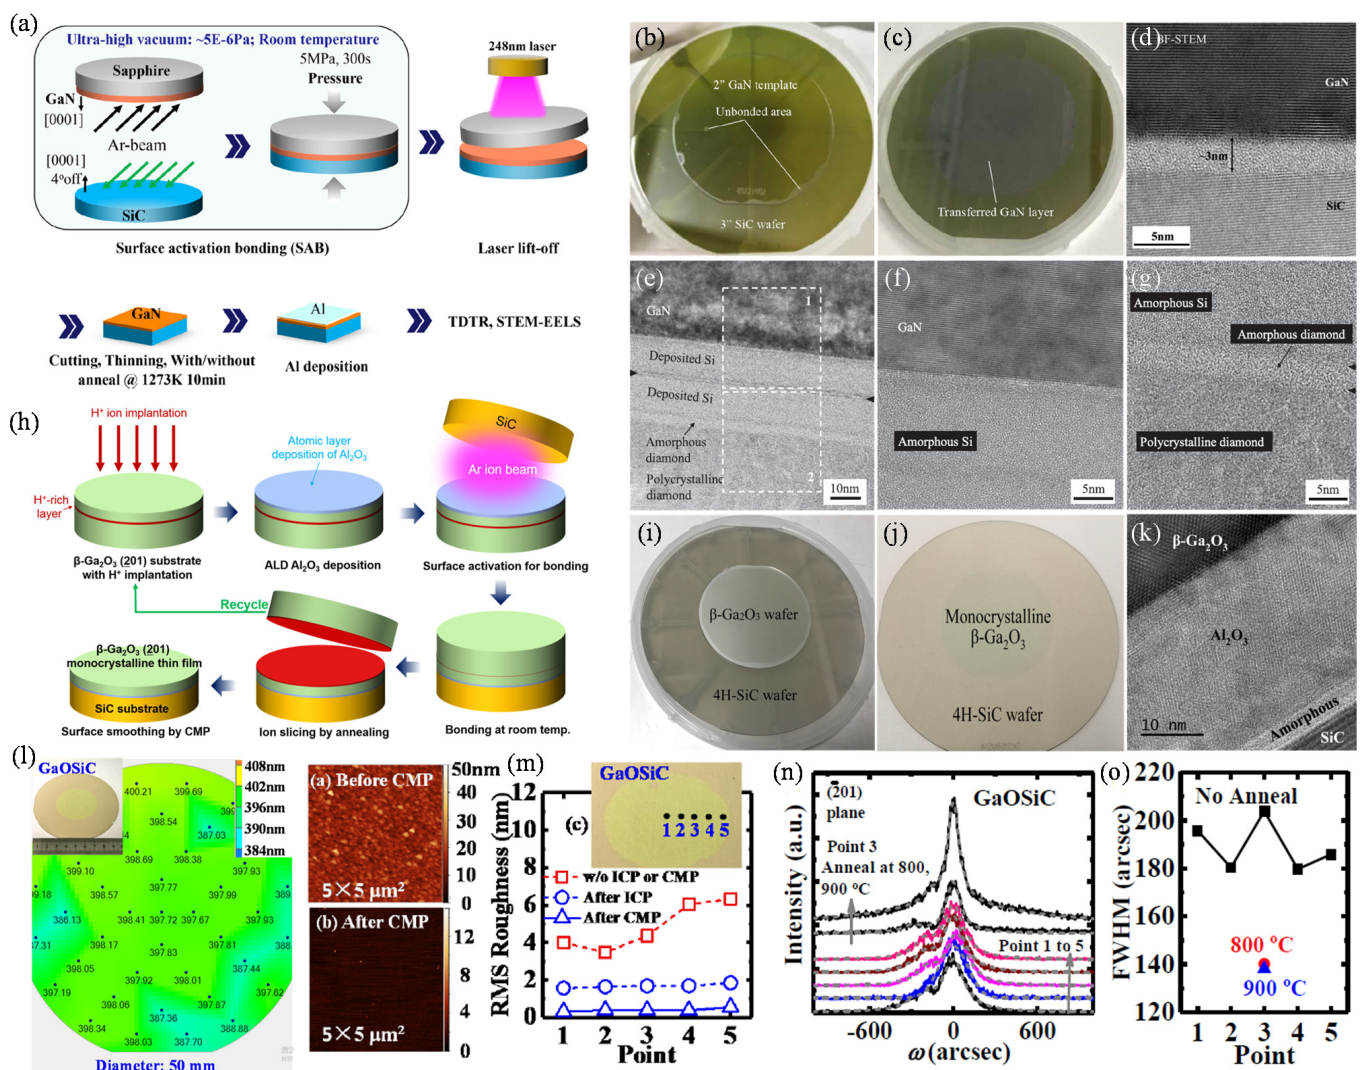 (a)
Ultra-high vacuum: ~5E-6Pa; Room temperature
Sapphire
GaN
[0001]
Ar-beam
[0001]
4°off
SiC
5MPa, 300s
Pressure
248nm laser
Surface activation bonding (SAB)
Laser lift-off
GaN
Al
TDTR, STEM-EELS
Cutting, Thinning, With/without
anneal @ 1273K 10min
Al deposition
(b)
2” GaN template
Unbonded area
3” SiC wafer
(c)
Transferred GaN layer
(d)
BF-STEM
GaN
~3nm
SiC
5nm
(e)
1
GaN
Deposited Si
Deposited Si
Amorphous
diamond
Polycrystalline
diamond
2
10nm
(f)
GaN
Amorphous Si
5nm
(g)
Amorphous Si
Amorphous diamond
Polycrystalline diamond
5nm
(h)
H+ ion implantation
H+-rich
layer
β-Ga2O3 (201) substrate
with H+ implantation
Atomic layer
deposition of Al2O3
ALD Al2O3 deposition
SiC
Ar ion beam
Surface activation for bonding
Recycle
β-Ga2O3 (201)
monocrystalline thin film
SiC substrate
Surface smoothing by CMP
Ion slicing by annealing
Bonding at room temp.
(i)
β-Ga2O3 wafer
4H-SiC wafer
(j)
Monocrystalline
β-Ga2O3
4H-SiC wafer
(k)
β-Ga2O3
Al2O3
10 nm
Amorphous
SiC
(l)
GaOSiC
408nm
402nm
396nm
390nm
384nm
400.21
399.69
398.54
387.03
398.69
398.38
399.10
397.93
398.57
397.77
397.93
386.13
398.41
397.72
397.67
397.93
398.17
397.81
397.83
398.05
387.44
397.92
398.01
397.19
397.62
398.06
397.87
387.36
398.34
388.88
398.03
387.70
Diameter: 50 mm
(a) Before CMP
5×5 μm2
50nm
40
30
20
10
0
(b) After CMP
5×5 μm2
12
8
4
0
(m)
GaOSiC
1 2 3 4 5
(c)
w/o ICP or CMP
After ICP
After CMP
RMS Roughness (nm)
12
10
8
6
4
2
0
1 2 3 4 5
Point
(n)
(201)
plane
GaOSiC
Point 3
Anneal at 800,
900 ºC
Point 1 to 5
Intensity (a.u.)
-6000 0 6000
ω (arcsec)
(o)
No Anneal
800 ºC
900 ºC
FWHM (arcsec)
220
200
180
160
140
120
1 2 3 4 5
Point